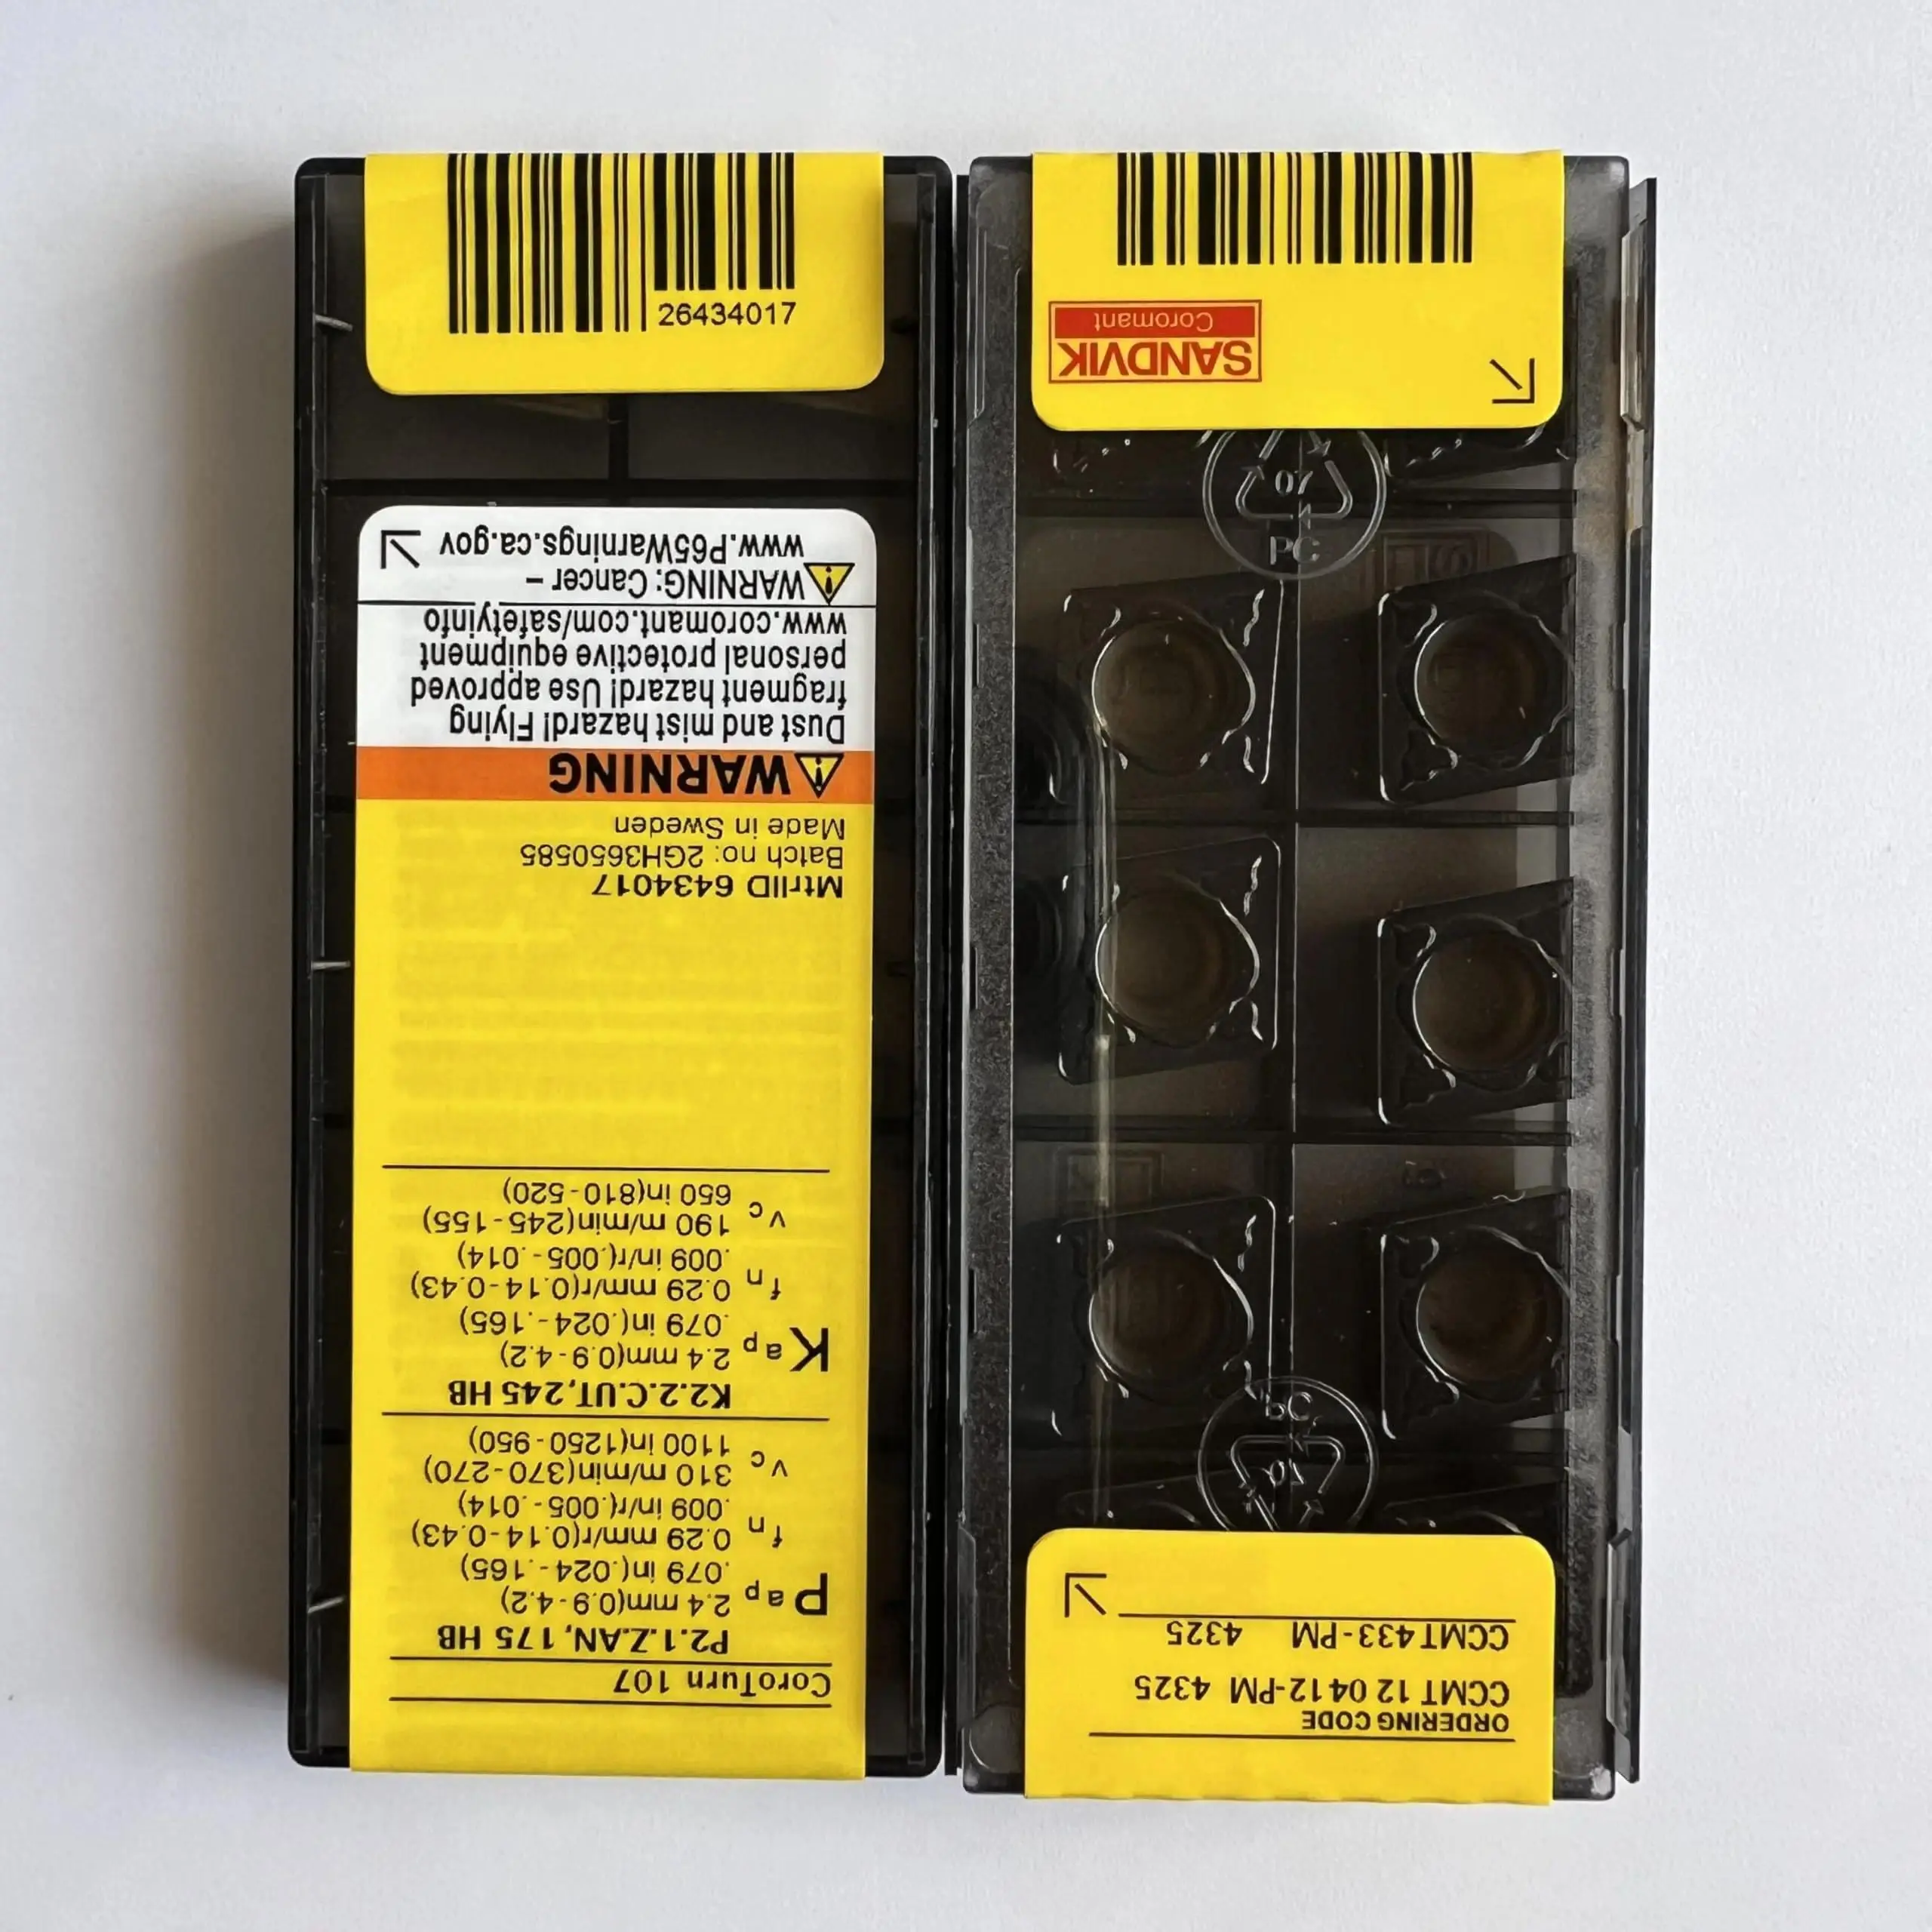 ORDERING CODE
CCMT 12 0412-PM 4325
CCMT433-PM 4325
PC
07
07
PC
SANDVIK
Coromant
CoroTurn 107
P2.1.Z.AN, 175 HB
P ap 2.4 mm(0.9-4.2)
.079 in(.024-.165)
fn 0.29 mm/r(0.14-0.43)
.009 in/r(.005-.014)
vc 310 m/min(370-270)
1100 in(1250-950)
K2.2.C.UT,245 HB
K ap 2.4 mm(0.9-4.2)
.079 in(.024-.165)
fn 0.29 mm/r(0.14-0.43)
.009 in/r(.005-.014)
vc 190 m/min(245-155)
650 in(810-520)
MtrlID 6434017
Batch no: 2GH3650585
Made in Sweden
WARNING
Dust and mist hazard! Flying
fragment hazard! Use approved
personal protective equipment
www.coromant.com/safetyinfo
WARNING: Cancer –
www.P65Warnings.ca.gov
26434017